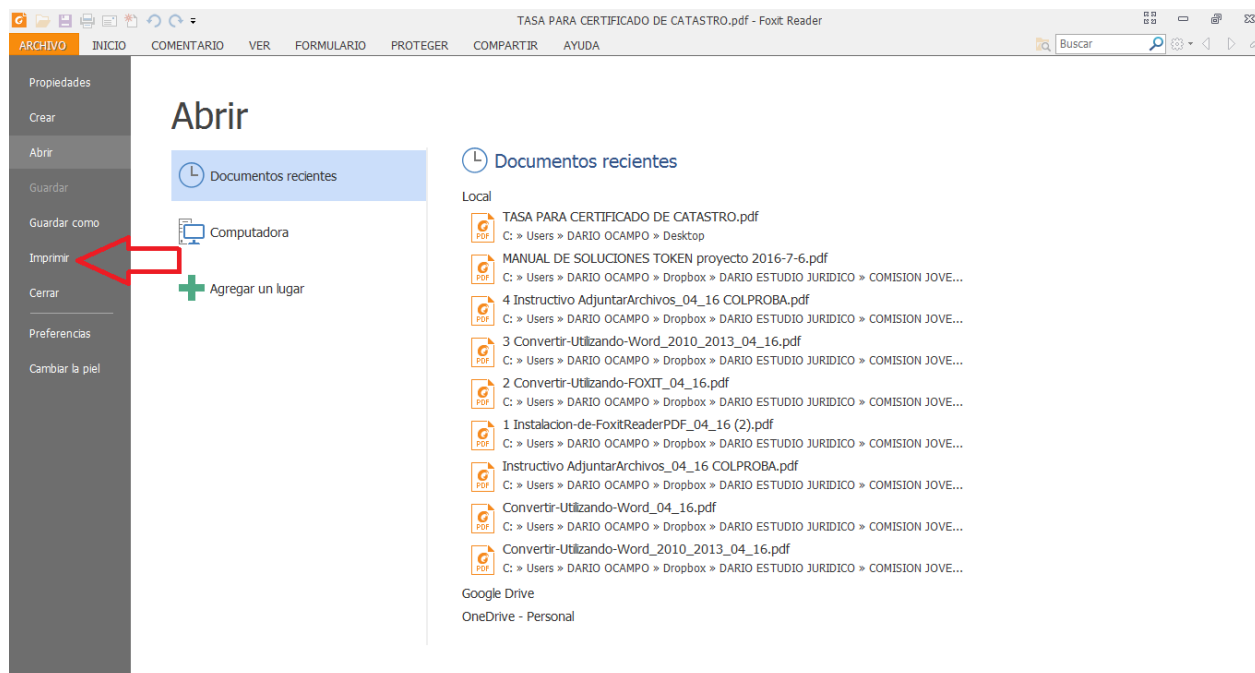 TASA PARA CERTIFICADO DE CATASTRO.pdf - Foxit Reader
ARCHIVO INICIO COMENTARIO VER FORMULARIO PROTEGER COMPARTIR AYUDA Buscar
Propiedades
Crear
Abrir
Guardar
Guardar como
Imprimir
Cerrar
Preferencias
Cambiar la piel
Abrir
Documentos recientes
Computadora
Agregar un lugar
Documentos recientes
Local
TASA PARA CERTIFICADO DE CATASTRO.pdf
C: » Users » DARIO OCAMPO » Desktop
MANUAL DE SOLUCIONES TOKEN proyecto 2016-7-6.pdf
C: » Users » DARIO OCAMPO » Dropbox » DARIO ESTUDIO JURIDICO » COMISION JOVE...
4 Instructivo AdjuntarArchivos_04_16 COLPROBA.pdf
C: » Users » DARIO OCAMPO » Dropbox » DARIO ESTUDIO JURIDICO » COMISION JOVE...
3 Convertir-Utilizando-Word_2010_2013_04_16.pdf
C: » Users » DARIO OCAMPO » Dropbox » DARIO ESTUDIO JURIDICO » COMISION JOVE...
2 Convertir-Utilizando-FOXIT_04_16.pdf
C: » Users » DARIO OCAMPO » Dropbox » DARIO ESTUDIO JURIDICO » COMISION JOVE...
1 Instalacion-de-FoxitReaderPDF_04_16 (2).pdf
C: » Users » DARIO OCAMPO » Dropbox » DARIO ESTUDIO JURIDICO » COMISION JOVE...
Instructivo AdjuntarArchivos_04_16 COLPROBA.pdf
C: » Users » DARIO OCAMPO » Dropbox » DARIO ESTUDIO JURIDICO » COMISION JOVE...
Convertir-Utilizando-Word_04_16.pdf
C: » Users » DARIO OCAMPO » Dropbox » DARIO ESTUDIO JURIDICO » COMISION JOVE...
Convertir-Utilizando-Word_2010_2013_04_16.pdf
C: » Users » DARIO OCAMPO » Dropbox » DARIO ESTUDIO JURIDICO » COMISION JOVE...
Google Drive
OneDrive - Personal